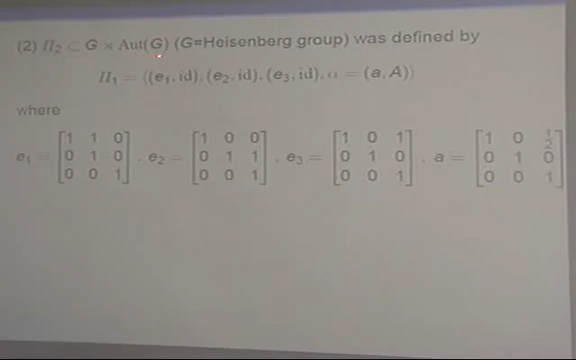 (2) Π₂ ⊂ G ⋊ Aut(G) (G=Heisenberg group) was defined by
Π₁ = ⟨(e₁, id), (e₂, id), (e₃, id), α = (a, A)⟩
where
e₁ = [1 1 0; 0 1 0; 0 0 1], e₂ = [1 0 0; 0 1 1; 0 0 1], e₃ = [1 0 1; 0 1 0; 0 0 1], a = [1 0 1/2; 0 1 0; 0 0 1]